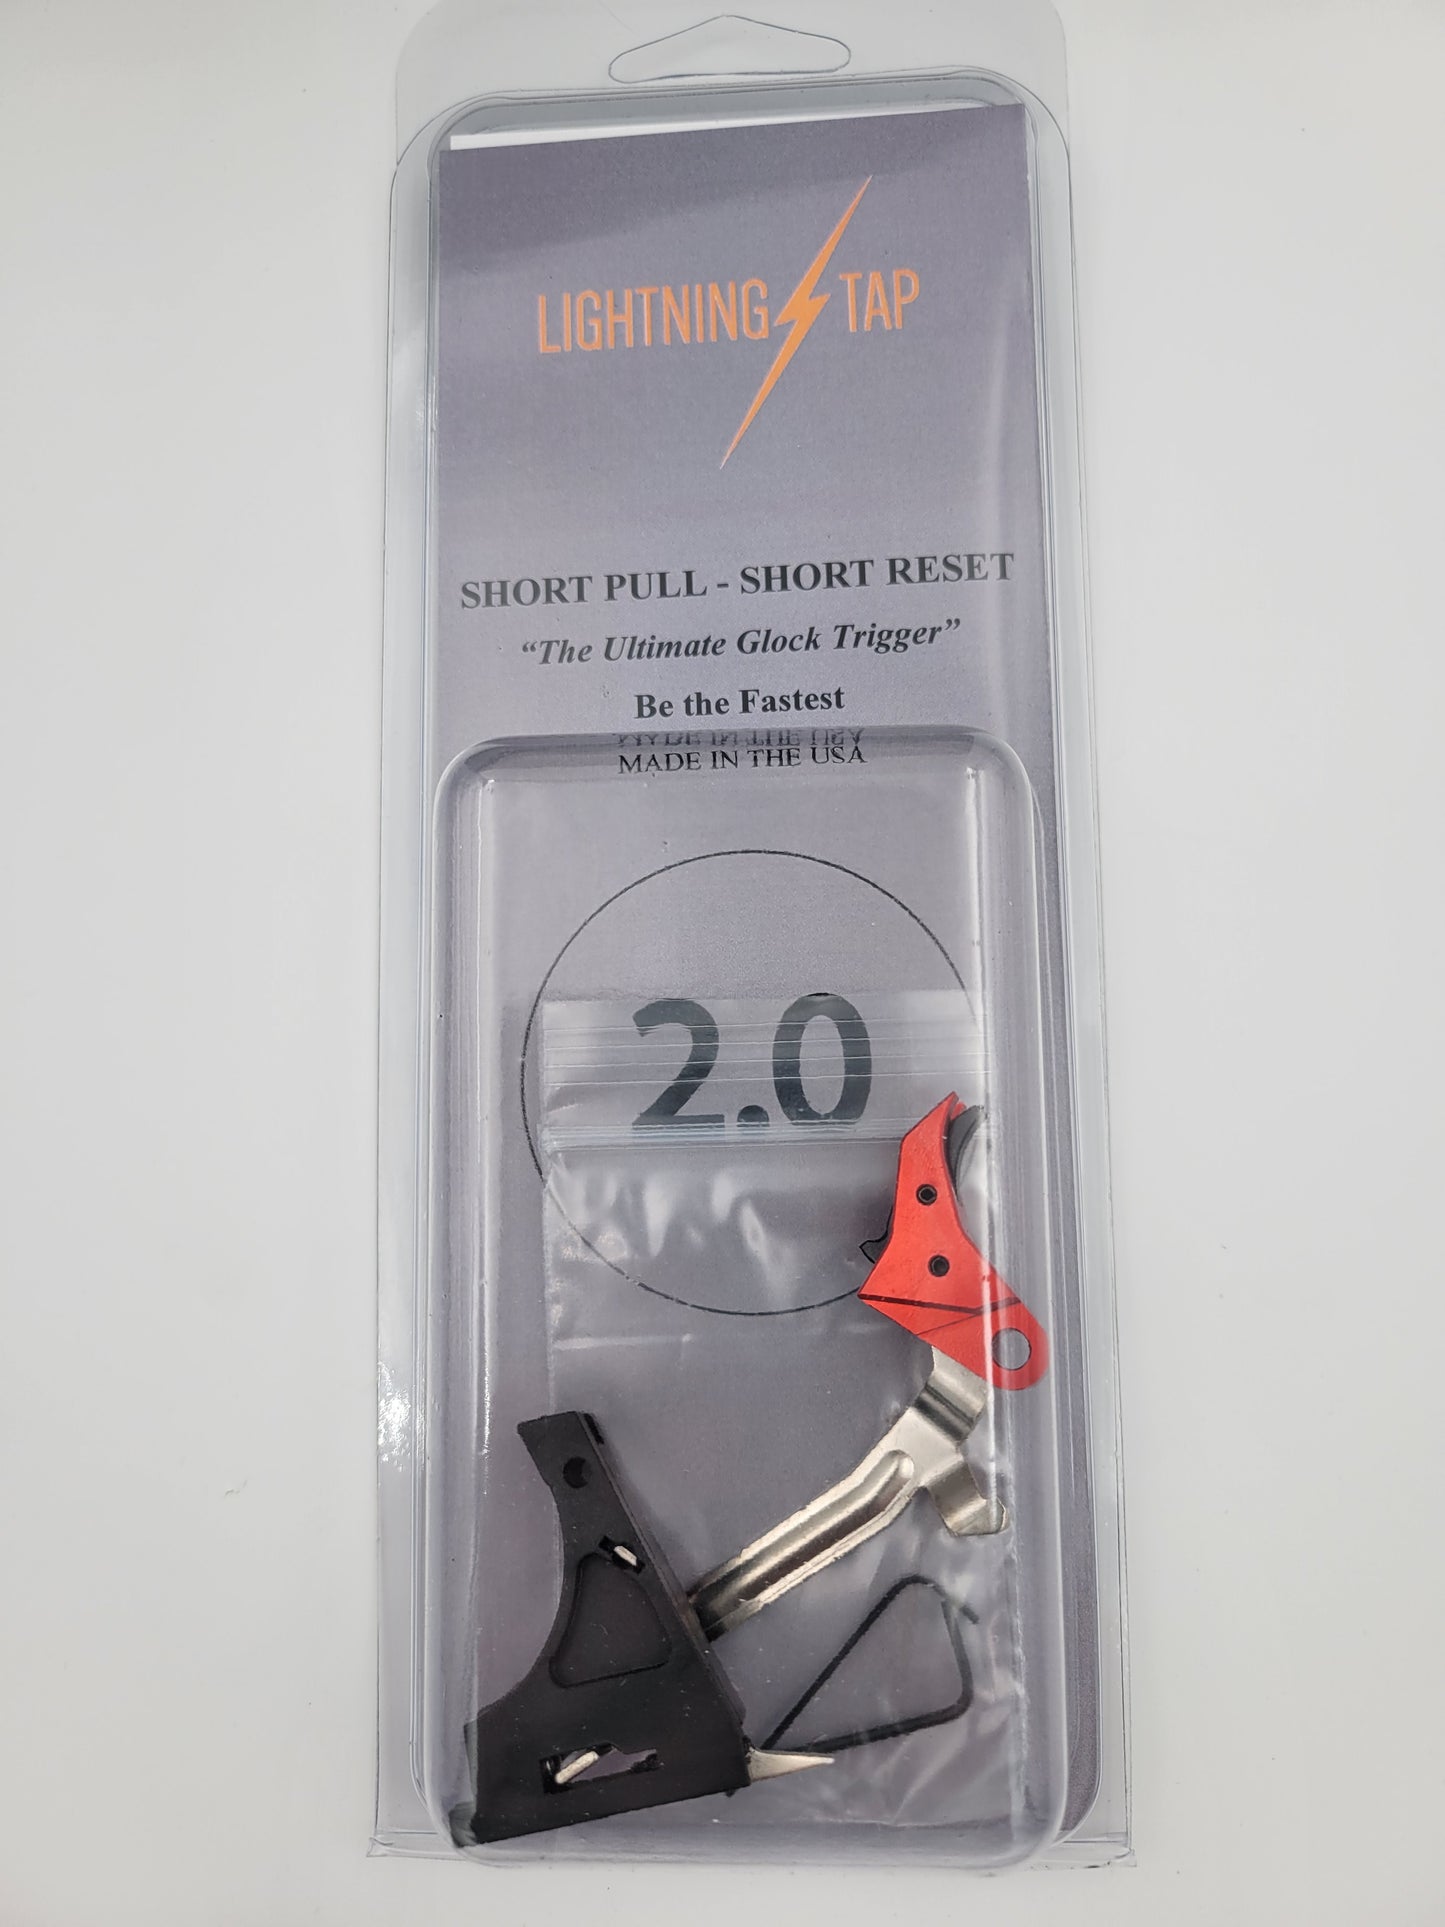 LIGHTNING TAP
SHORT PULL - SHORT RESET
“The Ultimate Glock Trigger”
Be the Fastest
MADE IN THE USA
2.0